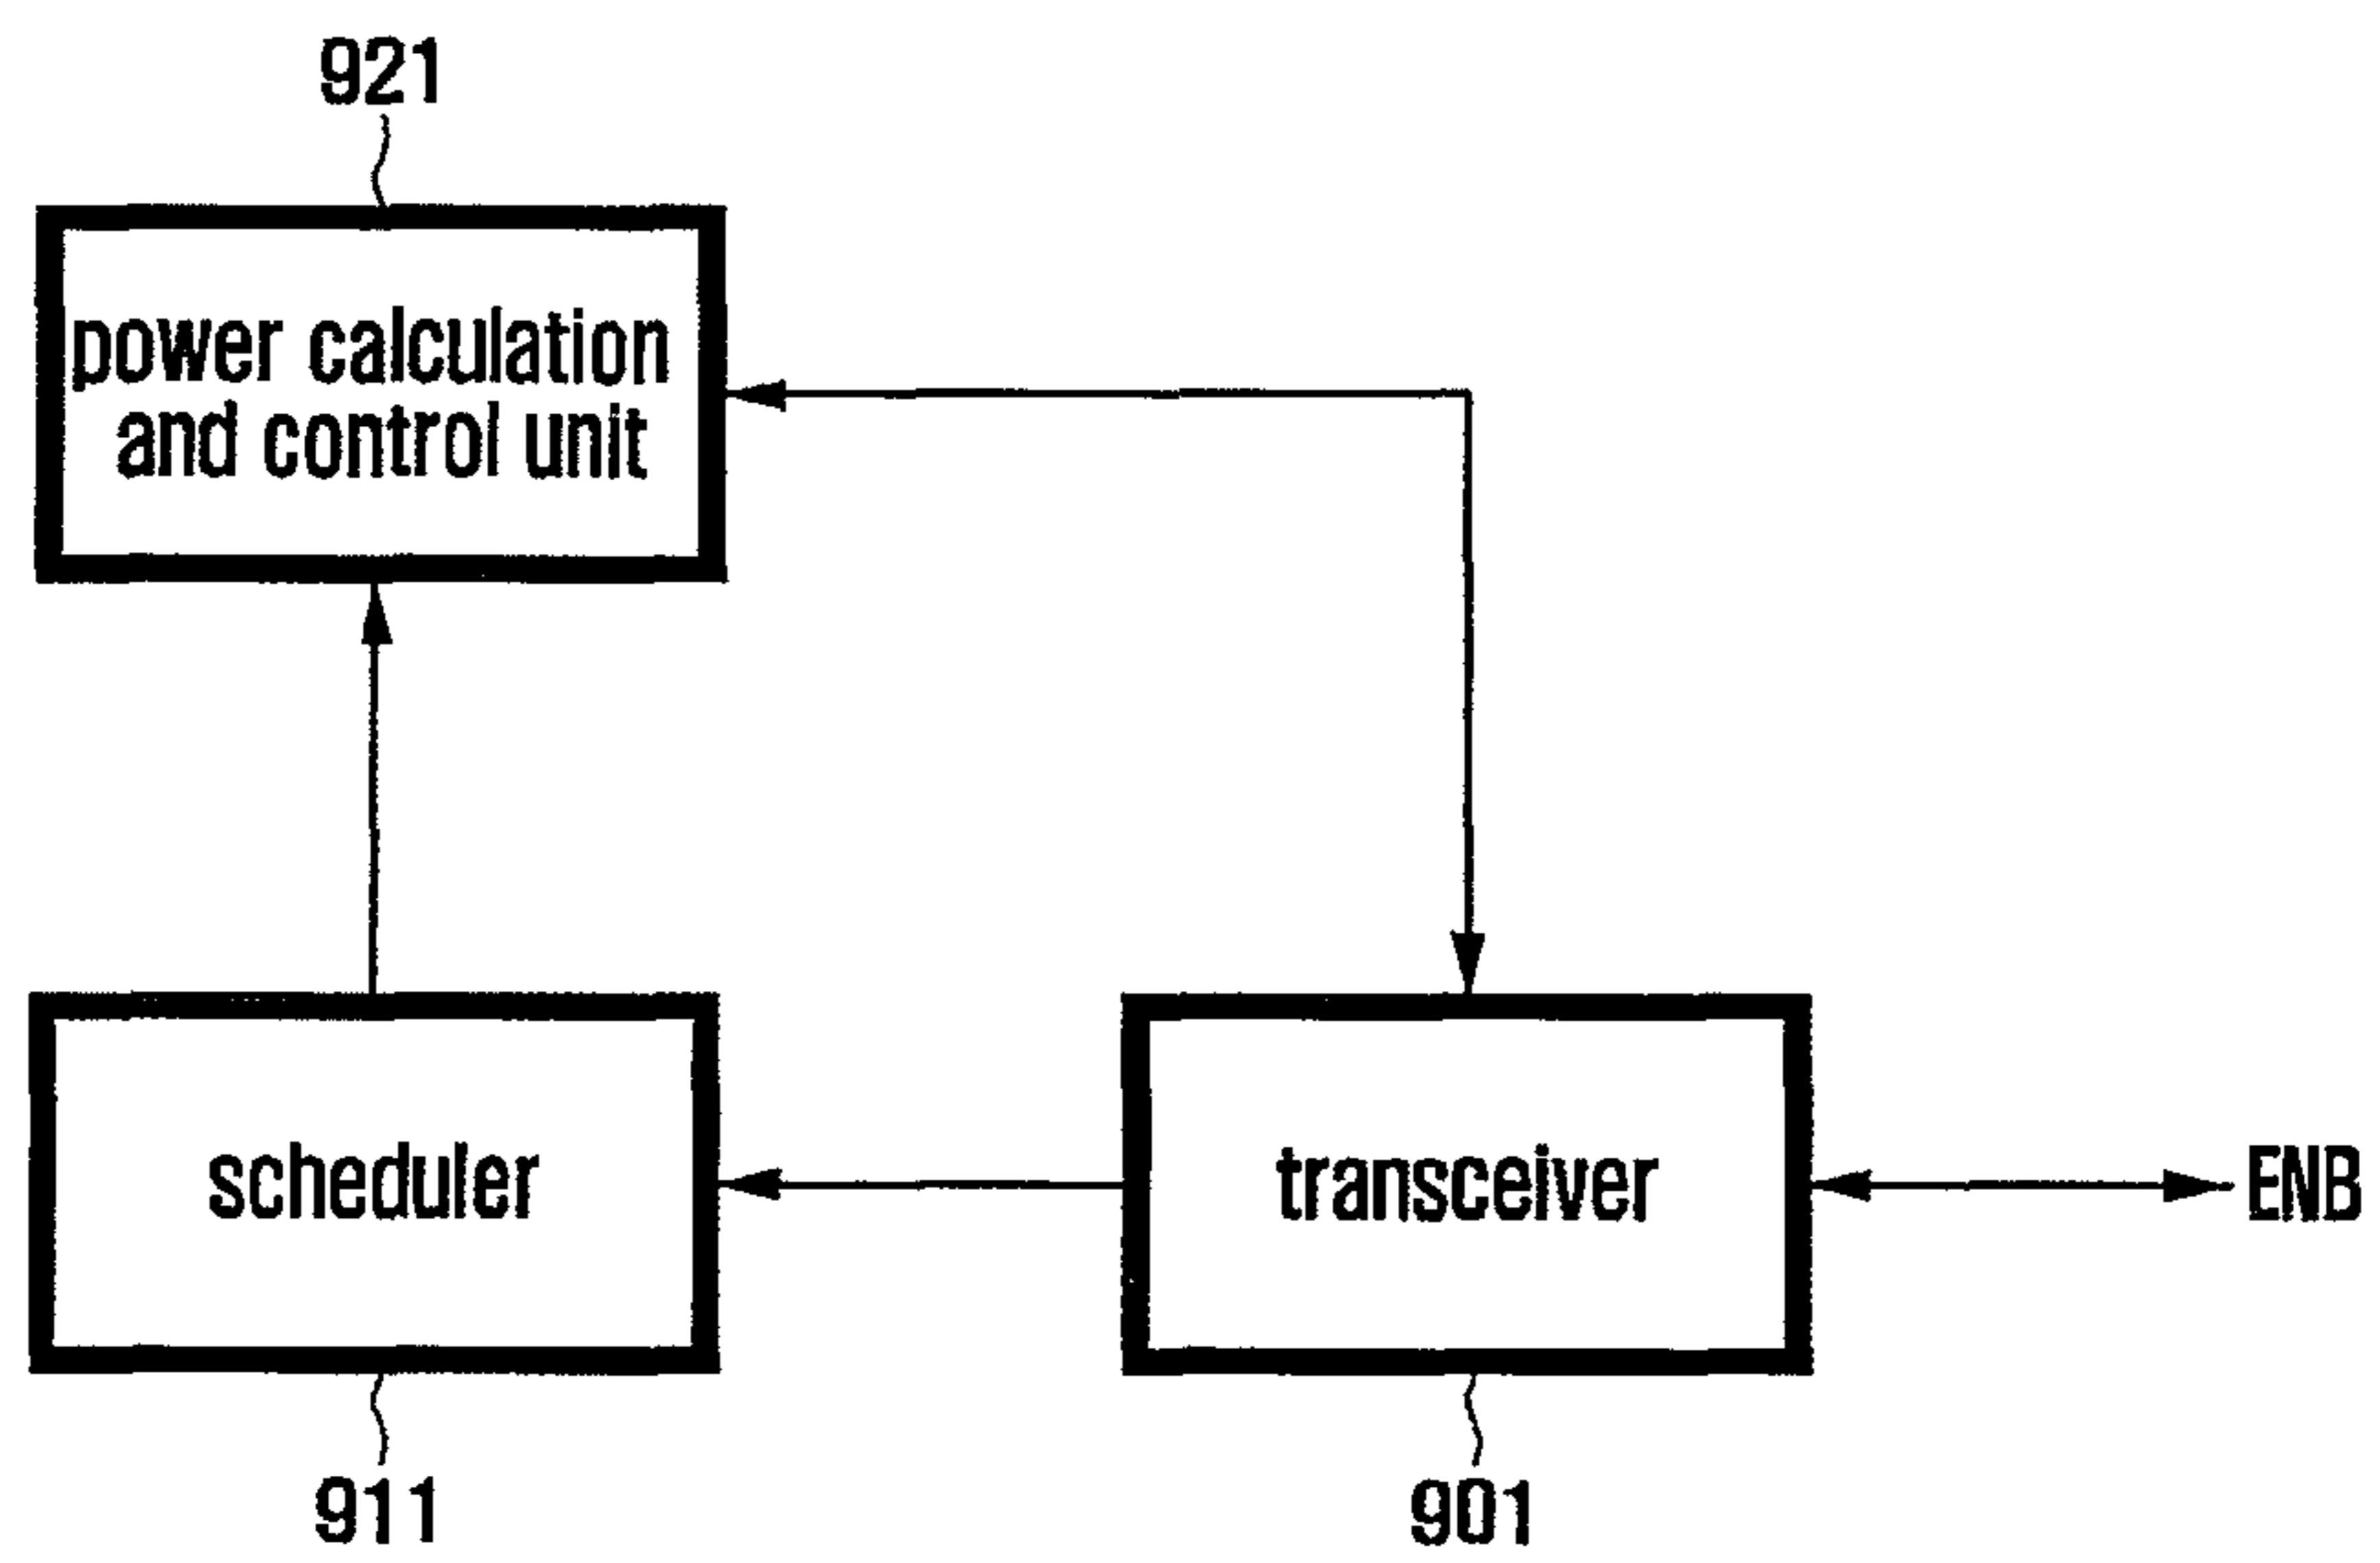 921
power calculation
and control unit
scheduler
transceiver
ENB
911
901